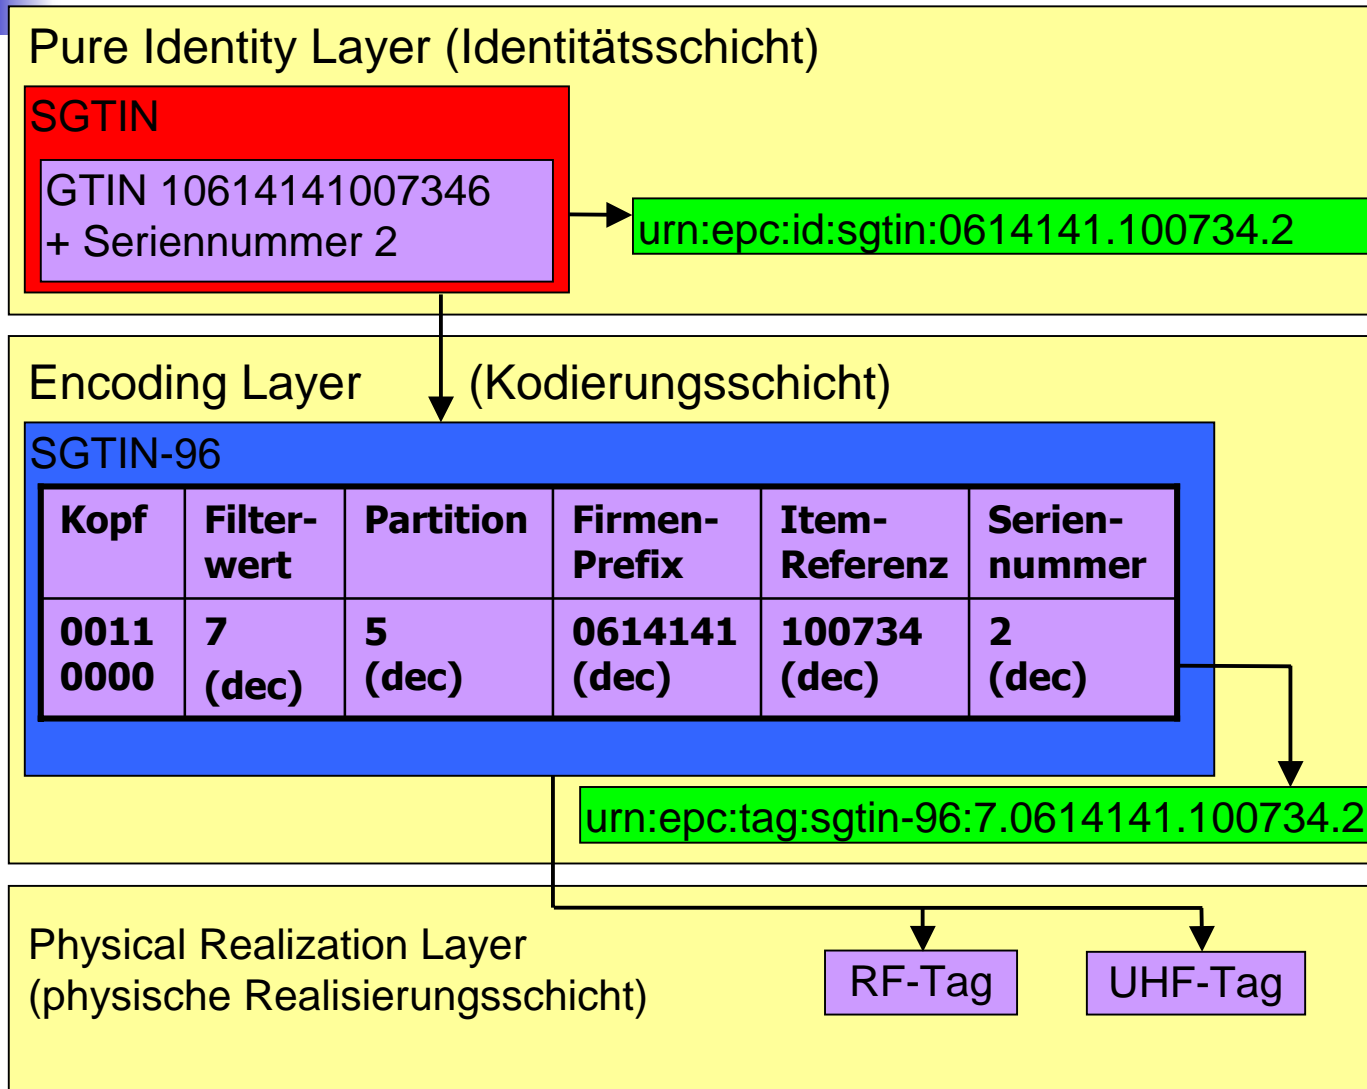 Pure Identity Layer (Identitätsschicht)
SGTIN
GTIN 10614141007346
+ Seriennummer 2
urn:epc:id:sgtin:0614141.100734.2
Encoding Layer (Kodierungsschicht)
SGTIN-96
Kopf Filter- Partition Firmen- Item- Serien-
wert Prefix Referenz nummer
0011 7 5 0614141 100734 2
0000 (dec) (dec) (dec) (dec) (dec)
urn:epc:tag:sgtin-96:7.0614141.100734.2
Physical Realization Layer
(physische Realisierungsschicht)
RF-Tag UHF-Tag